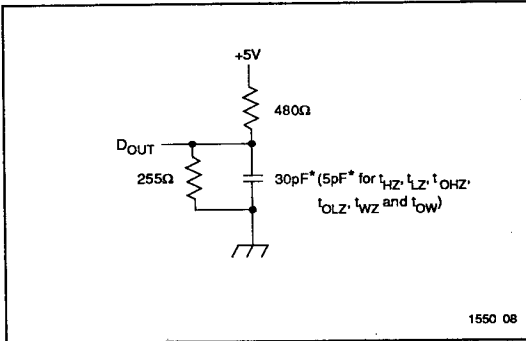 +5V
480Ω
DOUT
255Ω
30pF* (5pF* for tHZ, tLZ, tOHZ,
tOLZ, tWZ and tOW)
1550 08